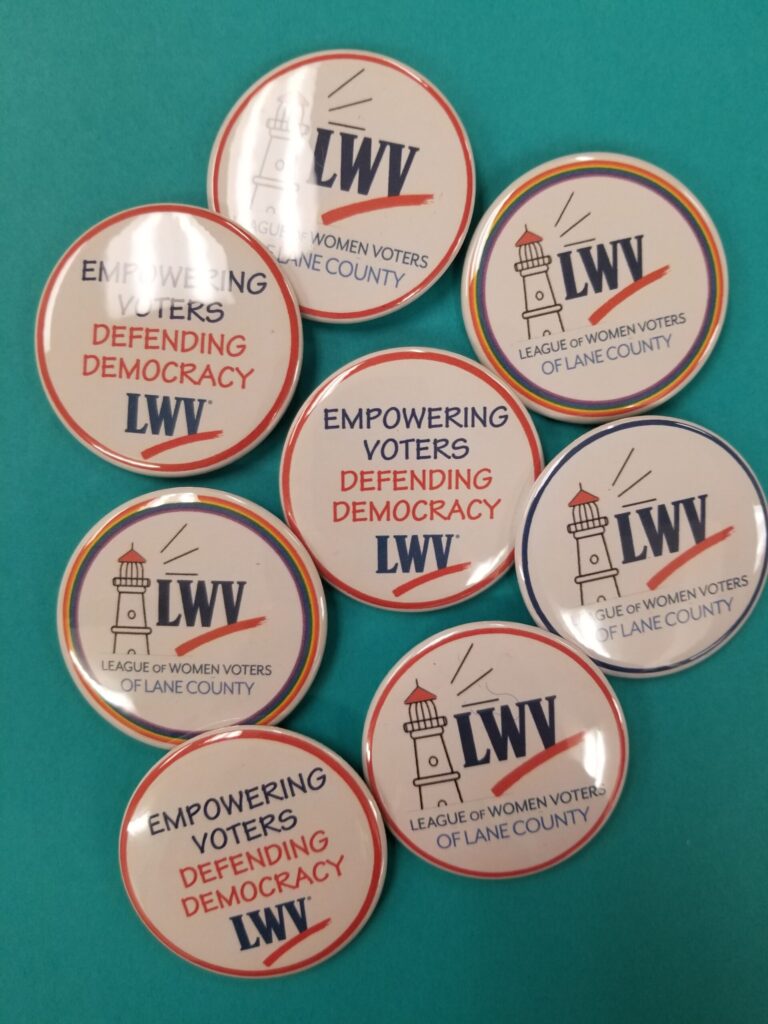 LWV
LEAGUE OF WOMEN VOTERS
OF LANE COUNTY
LWV
LEAGUE OF WOMEN VOTERS
OF LANE COUNTY
EMPOWERING
VOTERS
DEFENDING
DEMOCRACY
LWV®
EMPOWERING
VOTERS
DEFENDING
DEMOCRACY
LWV®
LWV
LEAGUE OF WOMEN VOTERS
OF LANE COUNTY
LWV
LEAGUE OF WOMEN VOTERS
OF LANE COUNTY
LWV
LEAGUE OF WOMEN VOTERS
OF LANE COUNTY
EMPOWERING
VOTERS
DEFENDING
DEMOCRACY
LWV®